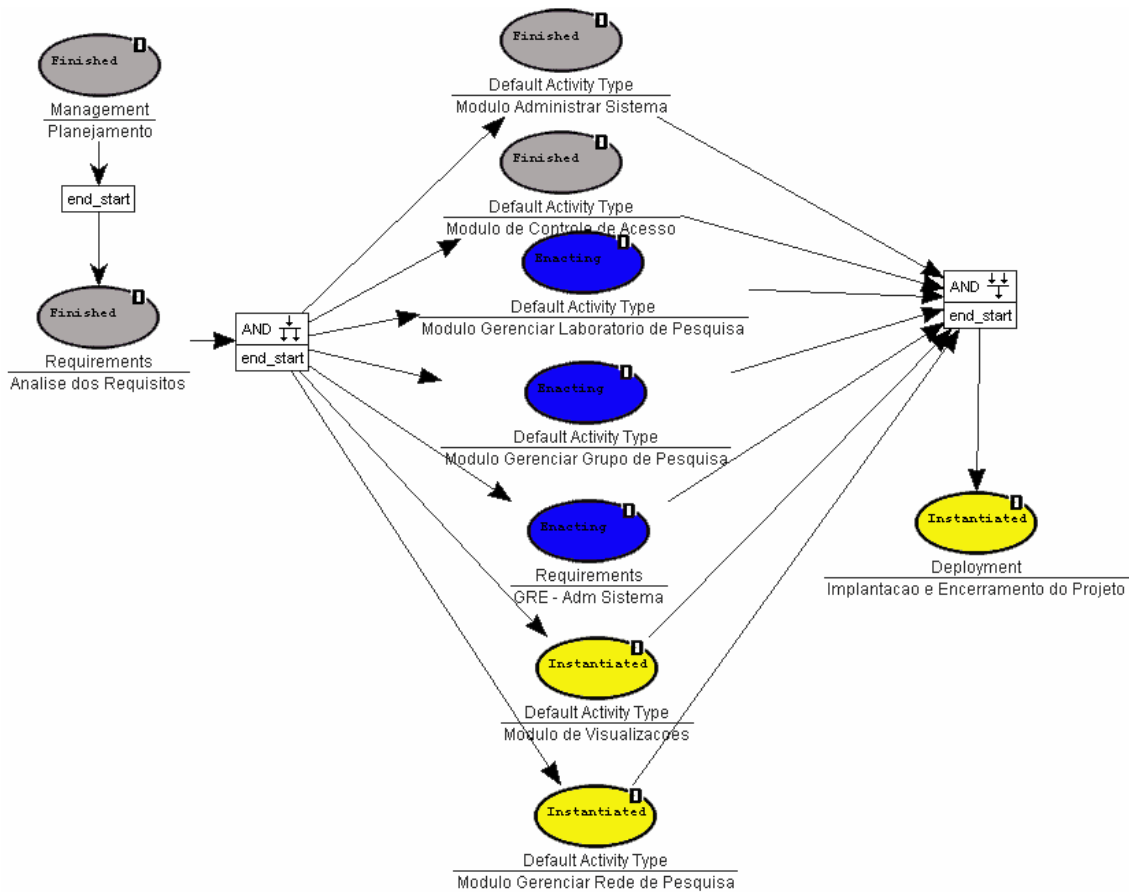 Finished
Management
Planejamento
end_start
Finished
Requirements
Analise dos Requisitos
AND
end_start
Finished
Default Activity Type
Modulo Administrar Sistema
Finished
Default Activity Type
Modulo de Controle de Acesso
Enacting
Default Activity Type
Modulo Gerenciar Laboratorio de Pesquisa
Enacting
Default Activity Type
Modulo Gerenciar Grupo de Pesquisa
Enacting
Requirements
GRE - Adm Sistema
Instantiated
Default Activity Type
Modulo de Visualizacoes
Instantiated
Default Activity Type
Modulo Gerenciar Rede de Pesquisa
AND
end_start
Instantiated
Deployment
Implantacao e Encerramento do Projeto